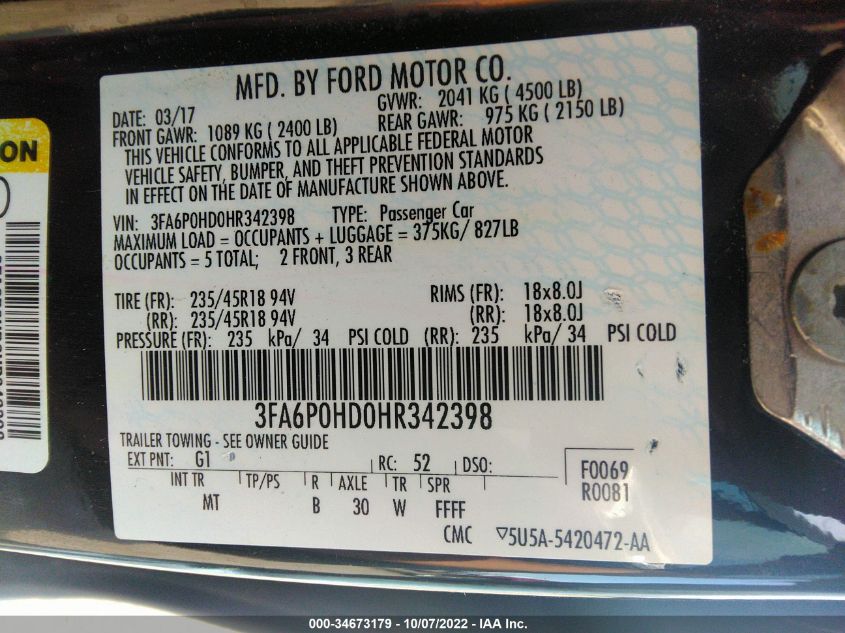 MFD. BY FORD MOTOR CO.
DATE: 03/17
GVWR: 2041 KG ( 4500 LB)
FRONT GAWR: 1089 KG ( 2400 LB)
REAR GAWR: 975 KG ( 2150 LB)
THIS VEHICLE CONFORMS TO ALL APPLICABLE FEDERAL MOTOR
VEHICLE SAFETY, BUMPER, AND THEFT PREVENTION STANDARDS
IN EFFECT ON THE DATE OF MANUFACTURE SHOWN ABOVE.
VIN: 3FA6P0HD0HR342398 TYPE: Passenger Car
MAXIMUM LOAD = OCCUPANTS + LUGGAGE = 375KG/ 827LB
OCCUPANTS = 5 TOTAL; 2 FRONT, 3 REAR
TIRE (FR): 235/45R18 94V RIMS (FR): 18x8.0J
(RR): 235/45R18 94V (RR): 18x8.0J
PRESSURE (FR): 235 kPa/ 34 PSI COLD (RR): 235 kPa/ 34 PSI COLD
3FA6P0HD0HR342398
TRAILER TOWING - SEE OWNER GUIDE
EXT PNT: G1 RC: 52 DSO:
F0069
R0081
INT TR TP/PS R AXLE TR SPR
MT B 30 W FFFF
CMC ▽5U5A-5420472-AA
ION
000-34673179 / 10/07/2022 - IAA Inc.